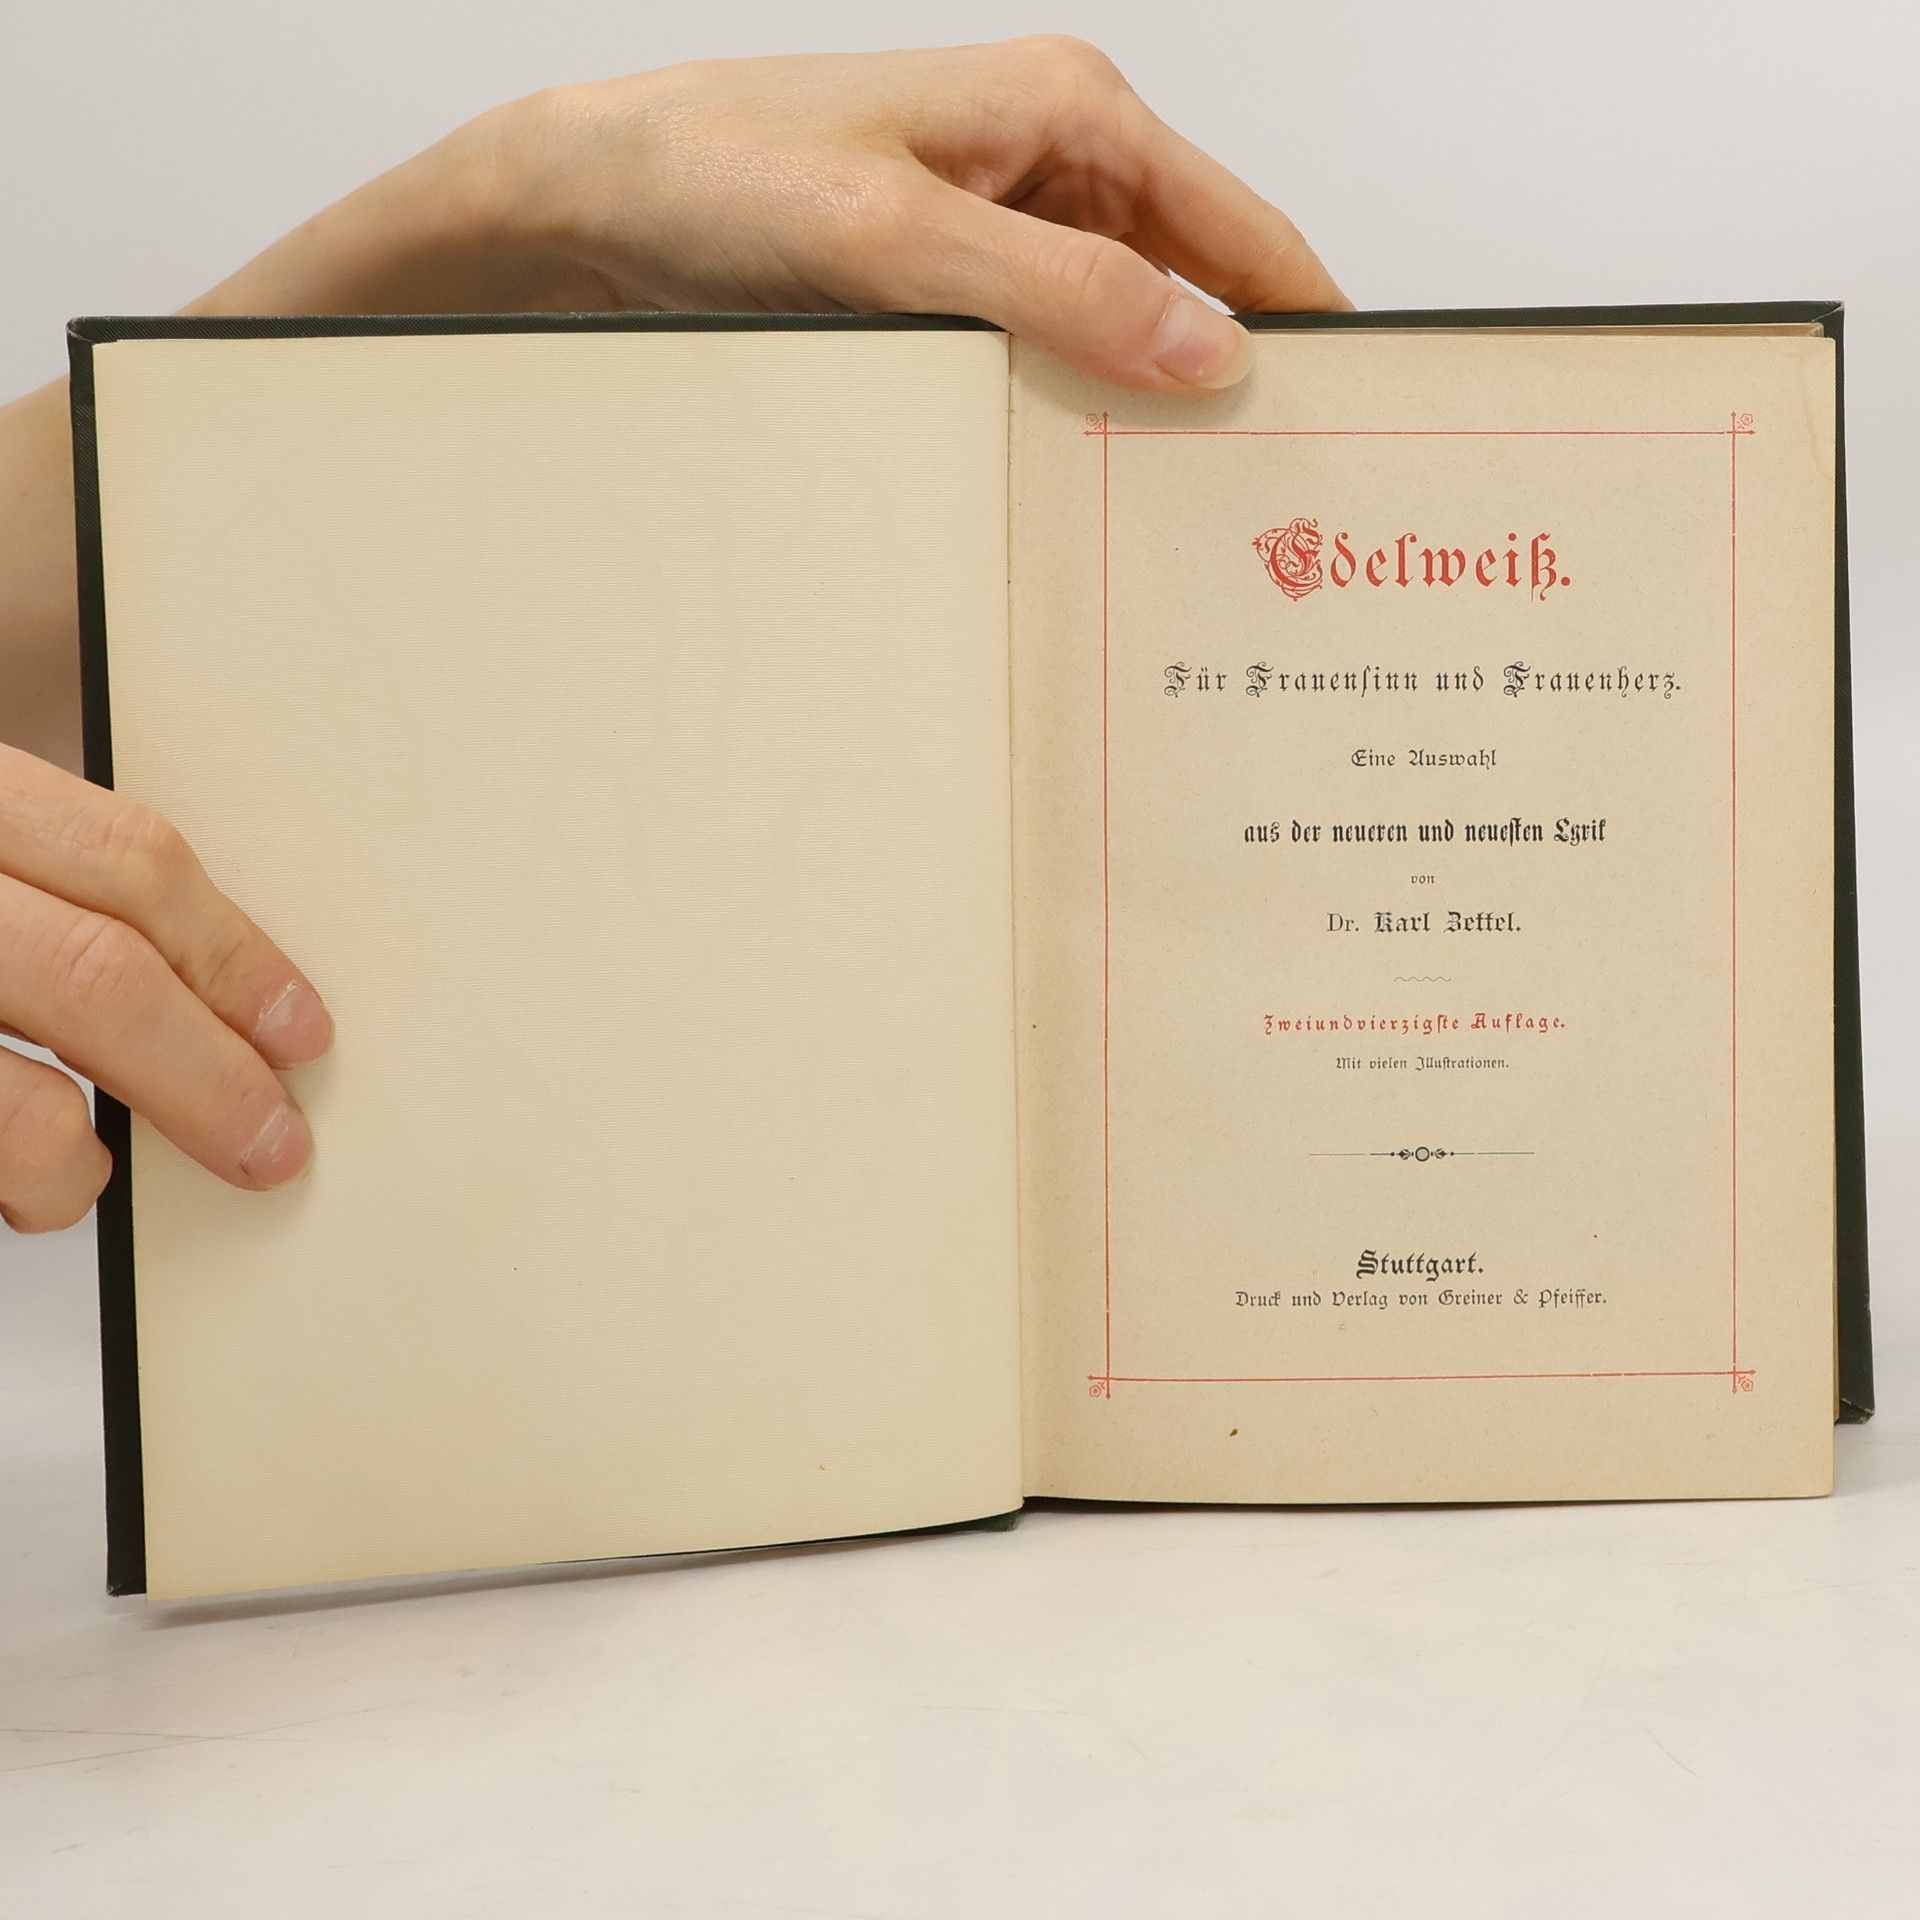 Edelweiß.
Für Frauensinn und Frauenherz.
Eine Auswahl
aus der neueren und neuesten Lyrik
von
Dr. Karl Zettel.
Zweiundvierzigste Auflage.
Mit vielen Illustrationen.
Stuttgart.
Druck und Verlag von Greiner & Pfeiffer.